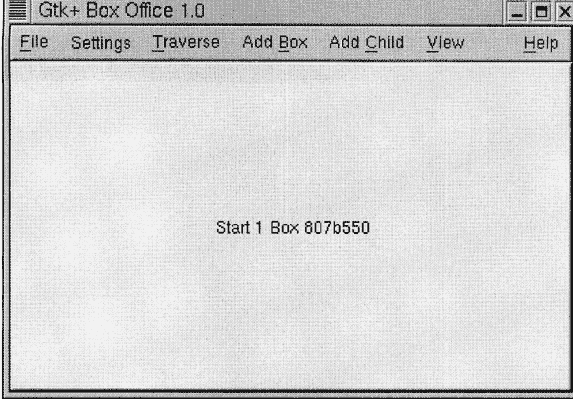 Gtk+ Box Office 1.0
File Settings Traverse Add Box Add Child View Help
Start 1 Box 807b550